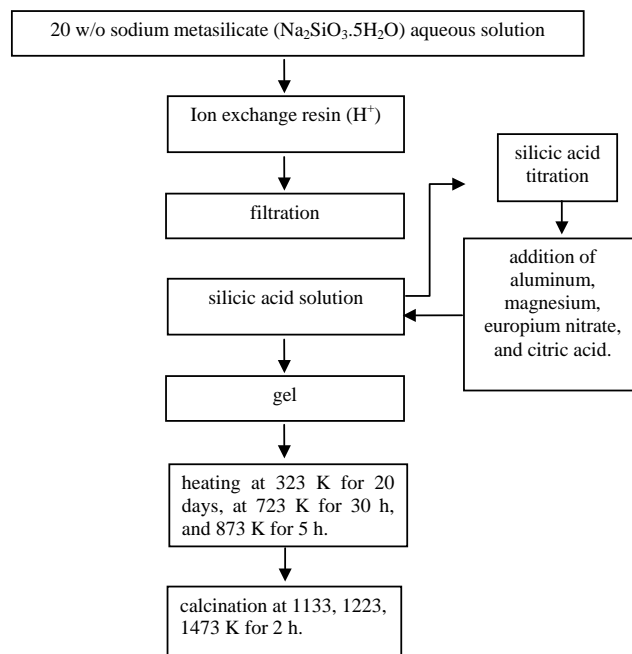 20 w/o sodium metasilicate (Na₂SiO₃.5H₂O) aqueous solution
Ion exchange resin (H⁺)
filtration
silicic acid solution
silicic acid
titration
addition of
aluminum,
magnesium,
europium nitrate,
and citric acid.
gel
heating at 323 K for 20
days, at 723 K for 30 h,
and 873 K for 5 h.
calcination at 1133, 1223,
1473 K for 2 h.